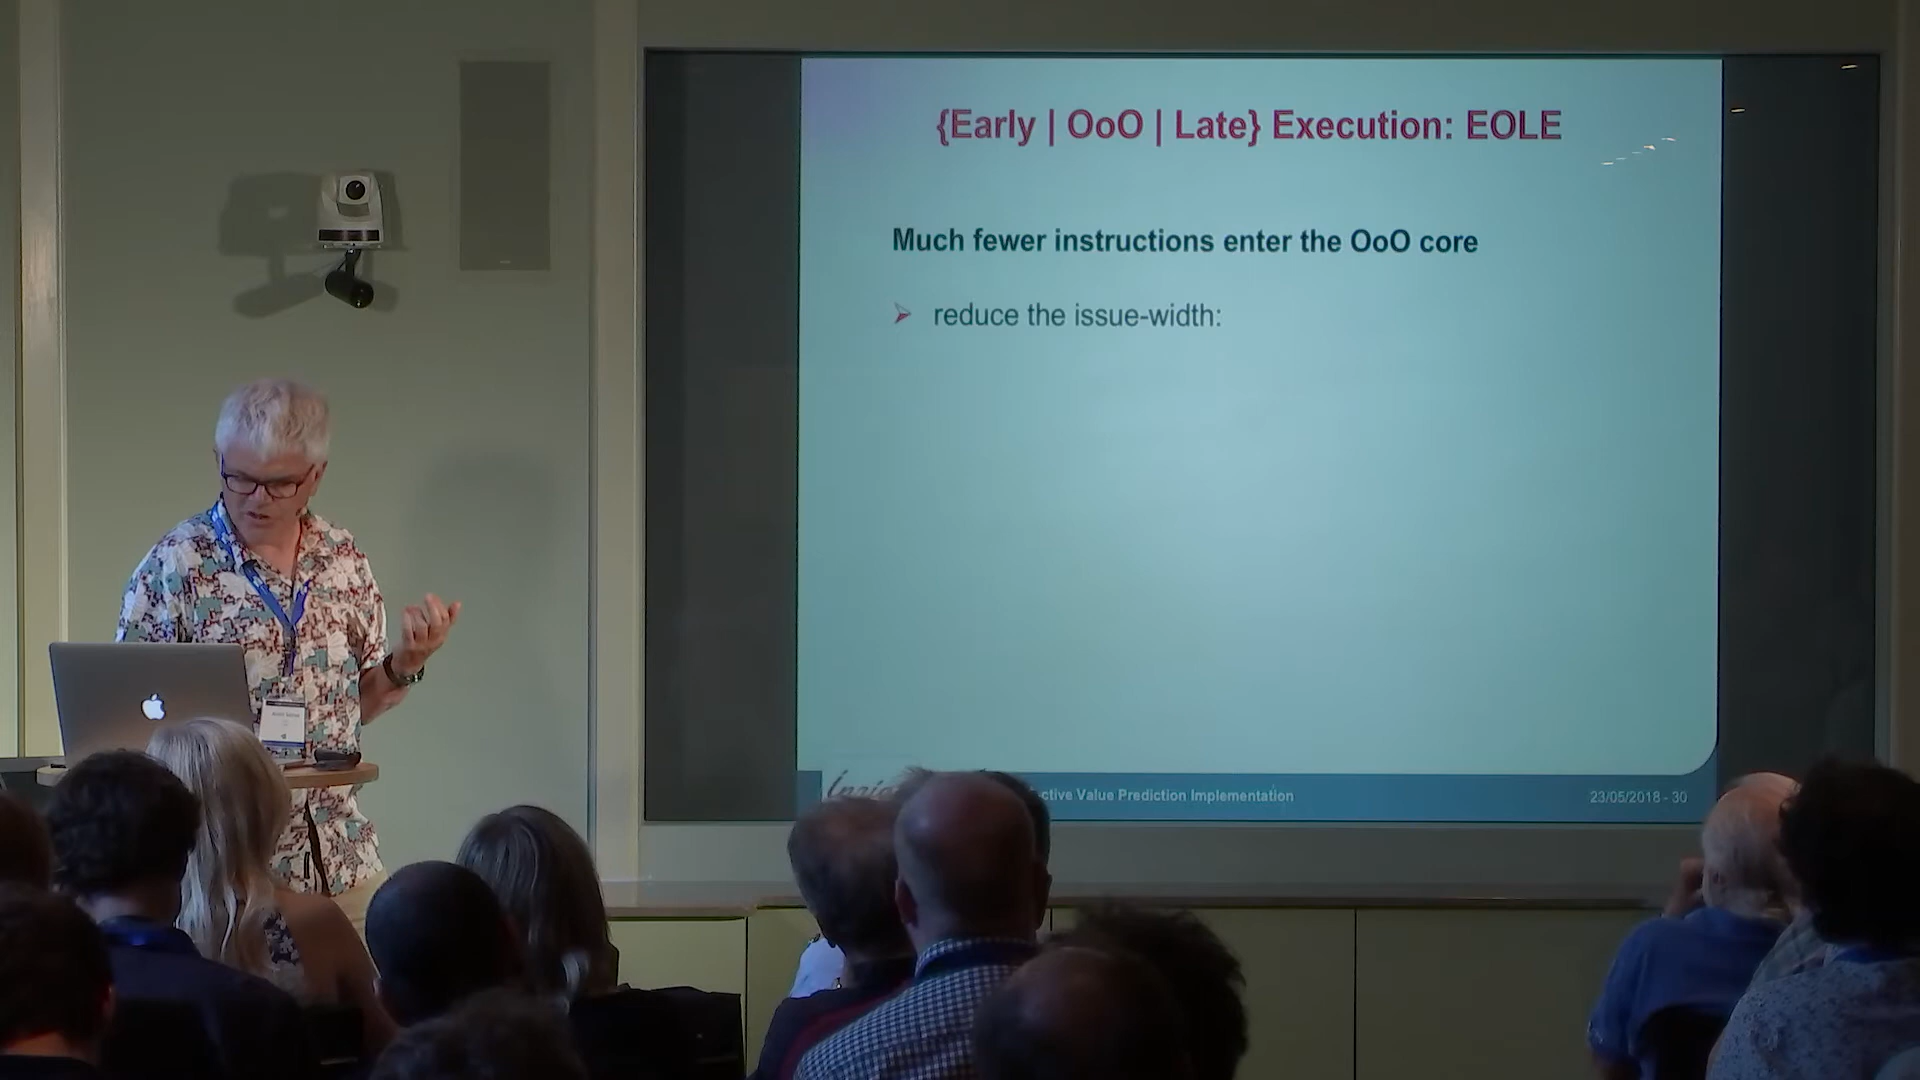 {Early | OoO | Late} Execution: EOLE
Much fewer instructions enter the OoO core
reduce the issue-width:
Value Prediction Implementation
23/05/2018 - 30